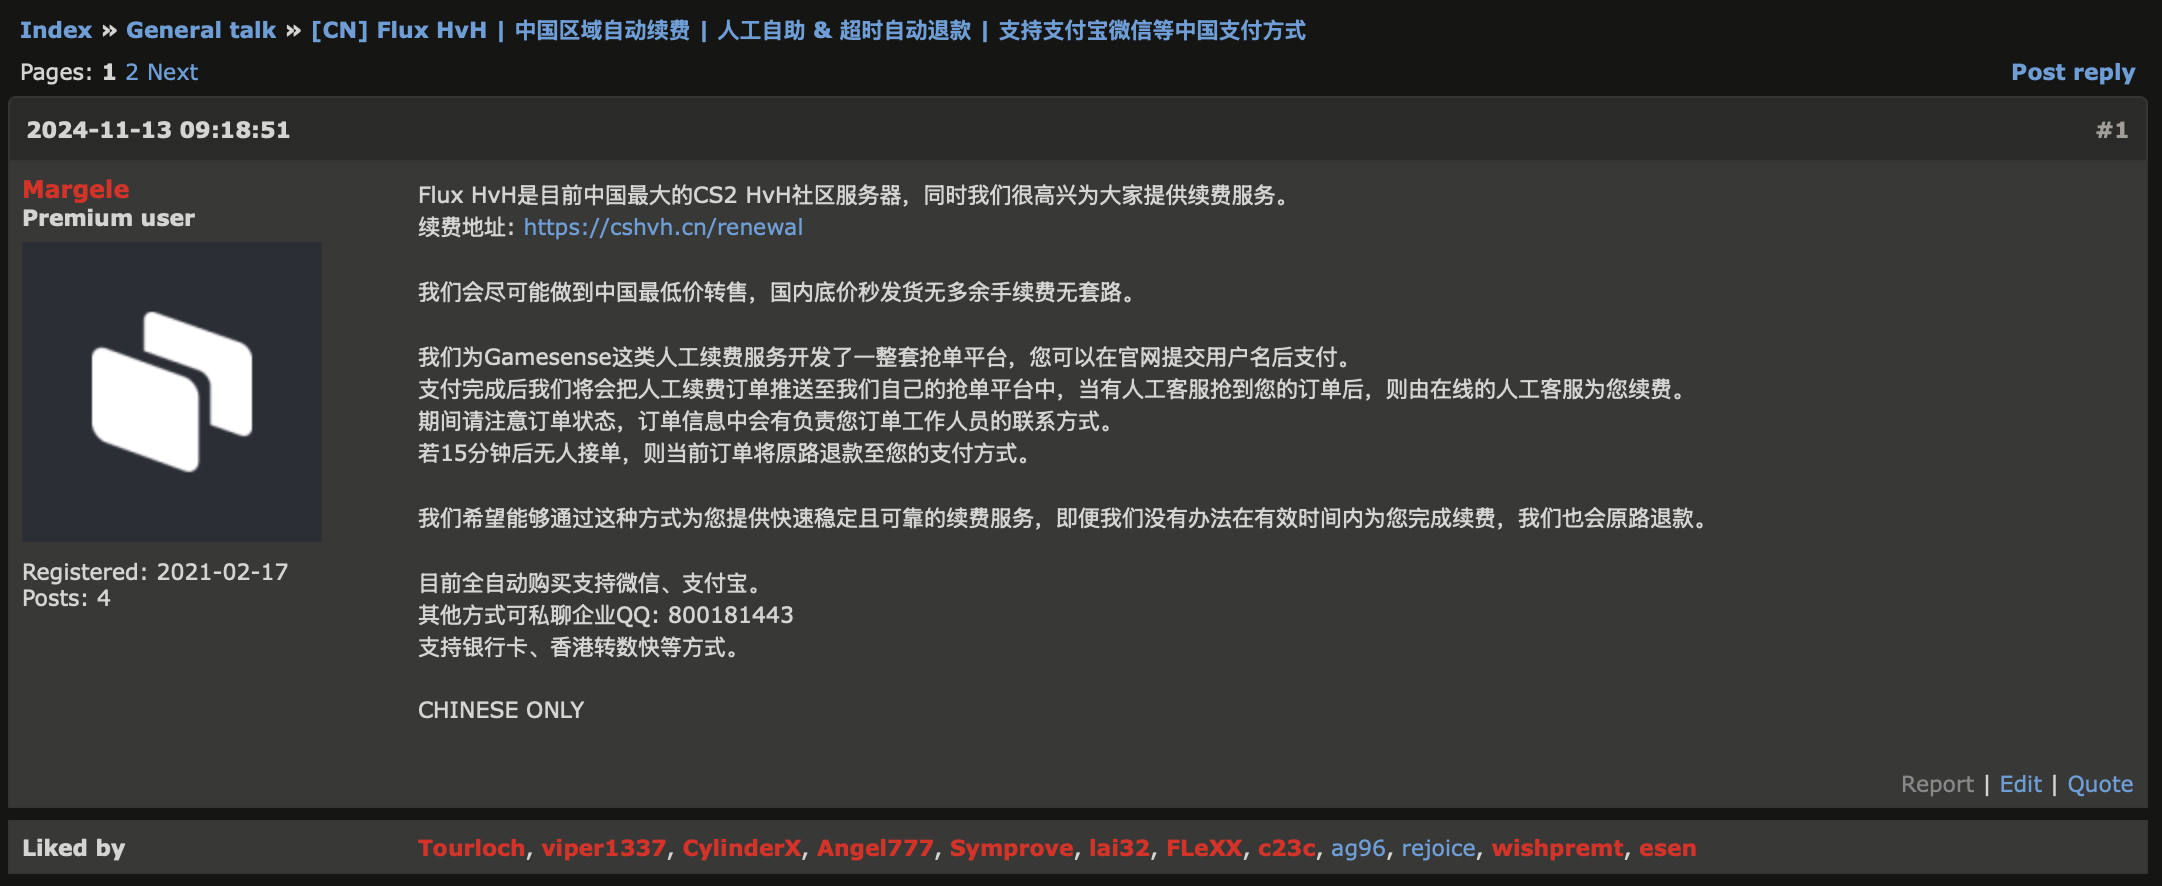 Index » General talk » [CN] Flux HvH | 中国区域自动续费 | 人工自助 & 超时自动退款 | 支持支付宝微信等中国支付方式
Pages: 1 2 Next
Post reply
2024-11-13 09:18:51
#1
Margele
Premium user
Registered: 2021-02-17
Posts: 4
Flux HvH是目前中国最大的CS2 HvH社区服务器，同时我们很高兴为大家提供续费服务。
续费地址: https://cshvh.cn/renewal
我们会尽可能做到中国最低价转售，国内底价秒发货无多余手续费无套路。
我们为Gamesense这类人工续费服务开发了一整套抢单平台，您可以在官网提交用户名后支付。
支付完成后我们将会把人工续费订单推送至我们自己的抢单平台中，当有人工客服抢到您的订单后，则由在线的人工客服为您续费。
期间请注意订单状态，订单信息中会有负责您订单工作人员的联系方式。
若15分钟后无人接单，则当前订单将原路退款至您的支付方式。
我们希望能够通过这种方式为您提供快速稳定且可靠的续费服务，即便我们没有办法在有效时间内为您完成续费，我们也会原路退款。
目前全自动购买支持微信、支付宝。
其他方式可私聊企业QQ: 800181443
支持银行卡、香港转数快等方式。
CHINESE ONLY
Report | Edit | Quote
Liked by
Tourloch, viper1337, CylinderX, Angel777, Symprove, lai32, FLeXX, c23c, ag96, rejoice, wishpremt, esen